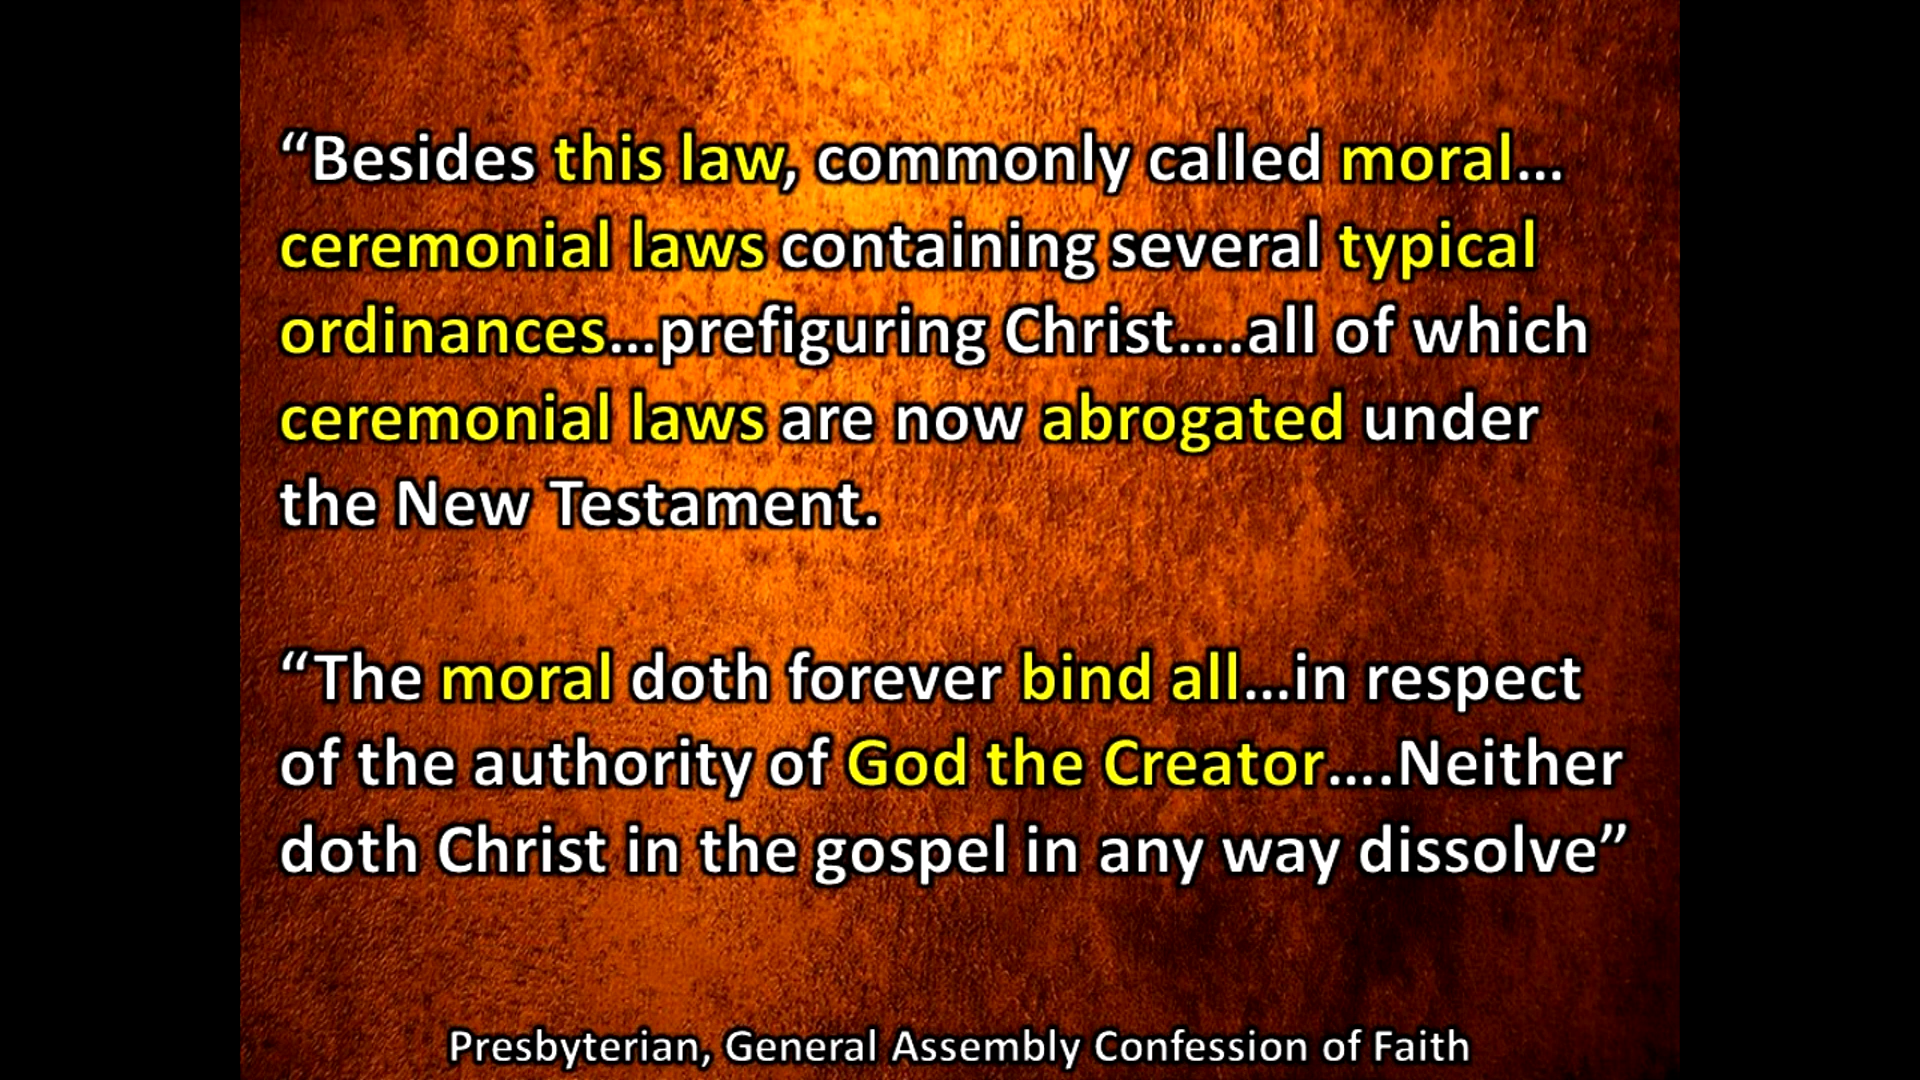 “Besides this law, commonly called moral...
ceremonial laws containing several typical
ordinances...prefiguring Christ....all of which
ceremonial laws are now abrogated under
the New Testament.
“The moral doth forever bind all...in respect
of the authority of God the Creator....Neither
doth Christ in the gospel in any way dissolve”
Presbyterian, General Assembly Confession of Faith